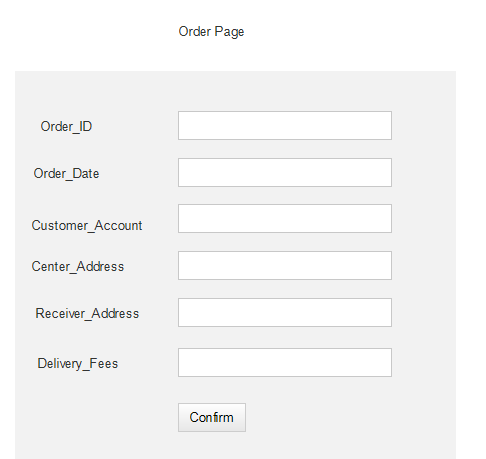 Order Page
Order_ID
Order_Date
Customer_Account
Center_Address
Receiver_Address
Delivery_Fees
Confirm